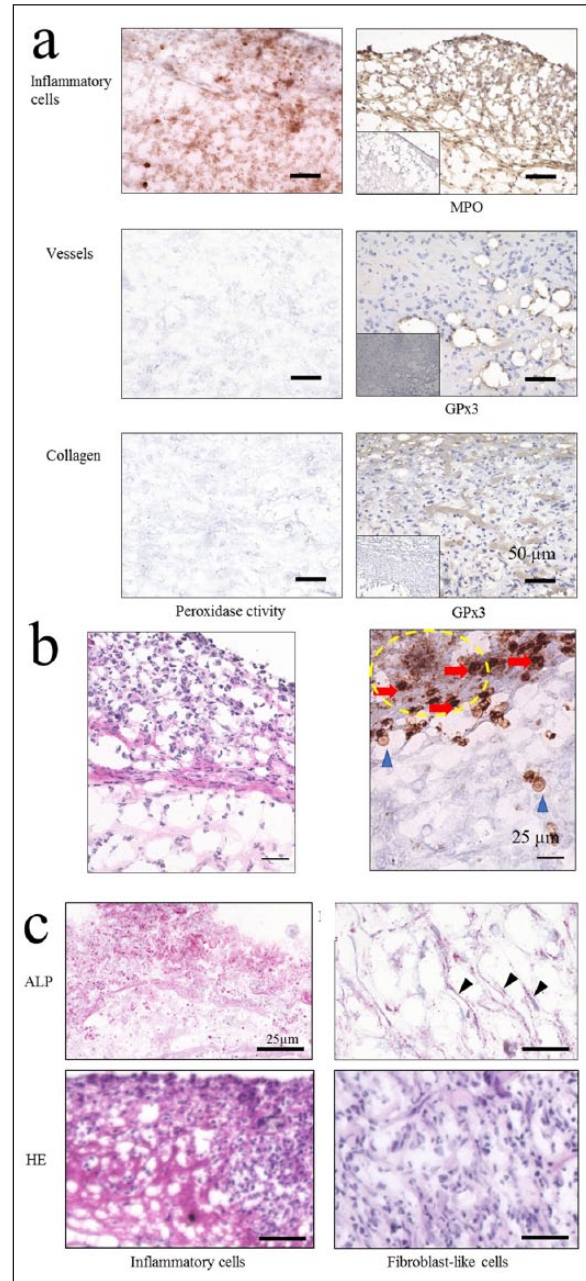 a
Inflammatory
cells
MPO
Vessels
GPx3
Collagen
50 µm
Peroxidase ctivity
GPx3
b
25 µm
c
ALP
25µm
HE
Inflammatory cells
Fibroblast-like cells